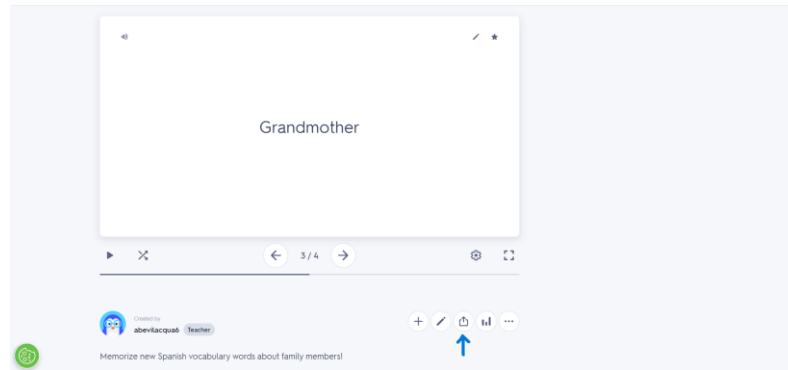 Grandmother
3 / 4
Created by
abevilacqua6 Teacher
Memorize new Spanish vocabulary words about family members!